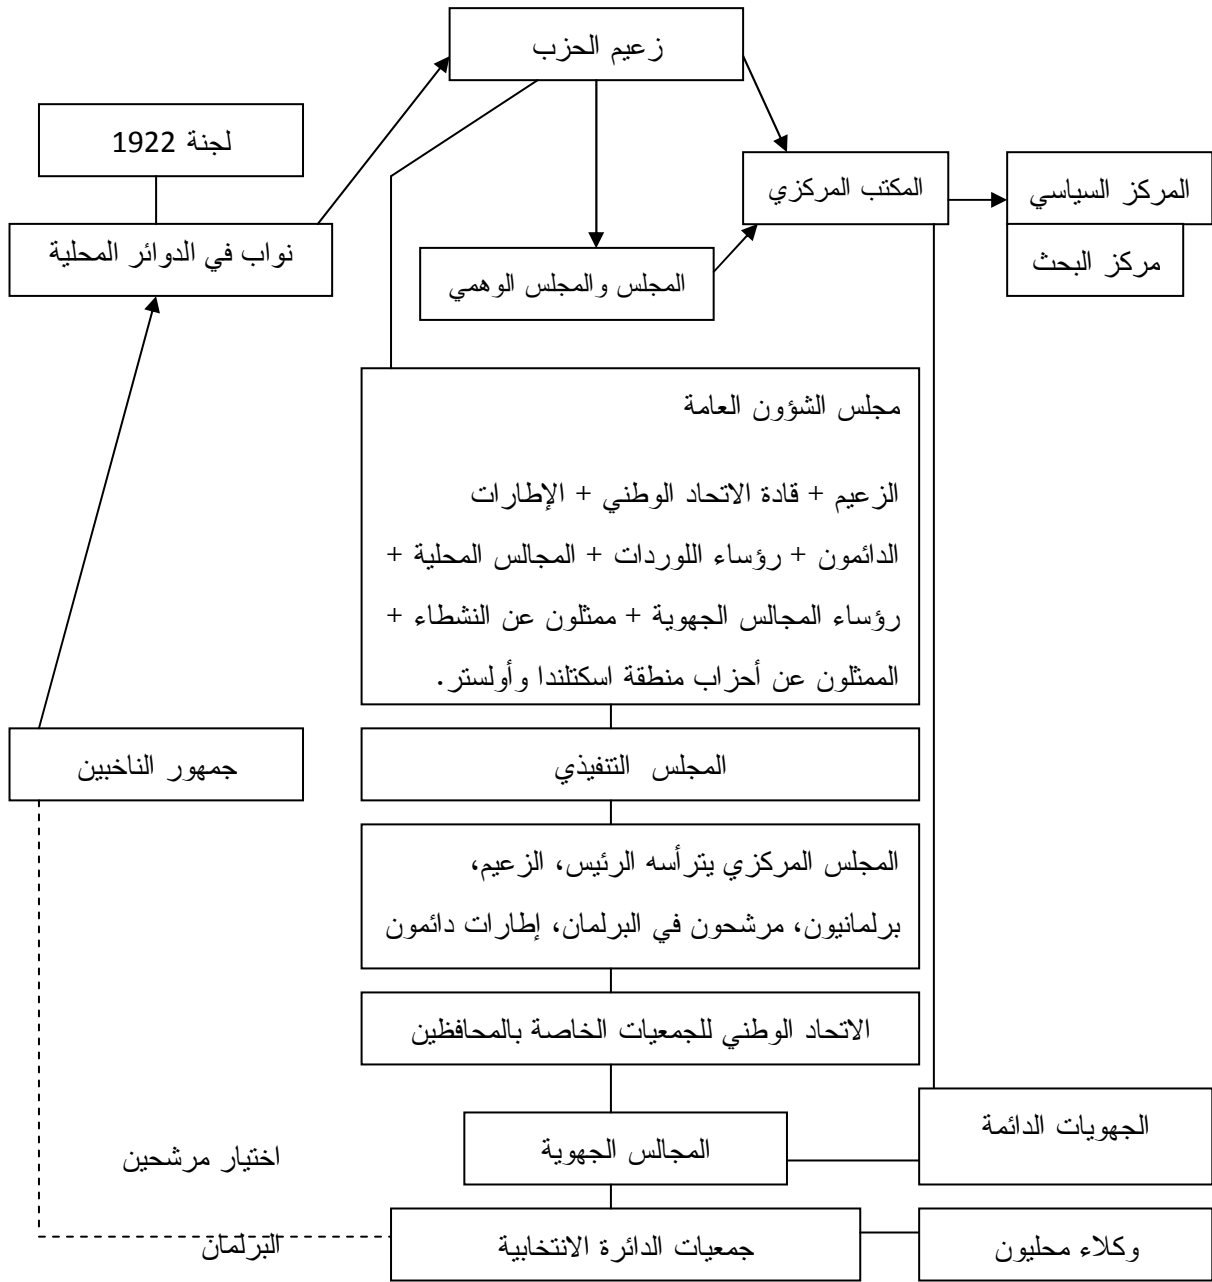 زعيم الحزب
لجنة 1922
المكتب المركزي
المركز السياسي
نواب في الدوائر المحلية
مركز البحث
المجلس والمجلس الوهمي
مجلس الشؤون العامة
الزعيم + قادة الاتحاد الوطني + الإطارات
الدائمون + رؤساء اللوردات + المجالس المحلية +
رؤساء المجالس الجهوية + ممثلون عن النشطاء +
الممثلون عن أحزاب منطقة اسكتلندا وأولستر.
جمهور الناخبين
المجلس التنفيذي
المجلس المركزي يترأسه الرئيس، الزعيم،
برلمانيون، مرشحون في البرلمان، إطارات دائمون
الاتحاد الوطني للجمعيات الخاصة بالمحافظين
الجهويات الدائمة
المجالس الجهوية
اختيار مرشحين
البرلمان
جمعيات الدائرة الانتخابية
وكلاء محليون